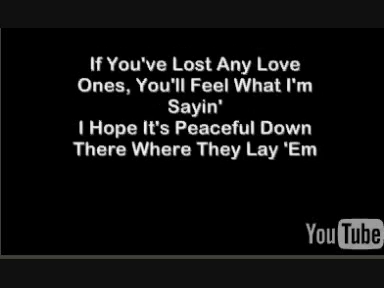 If You've Lost Any Love
Ones, You'll Feel What I'm
Sayin'
I Hope It's Peaceful Down
There Where They Lay 'Em
YouTube